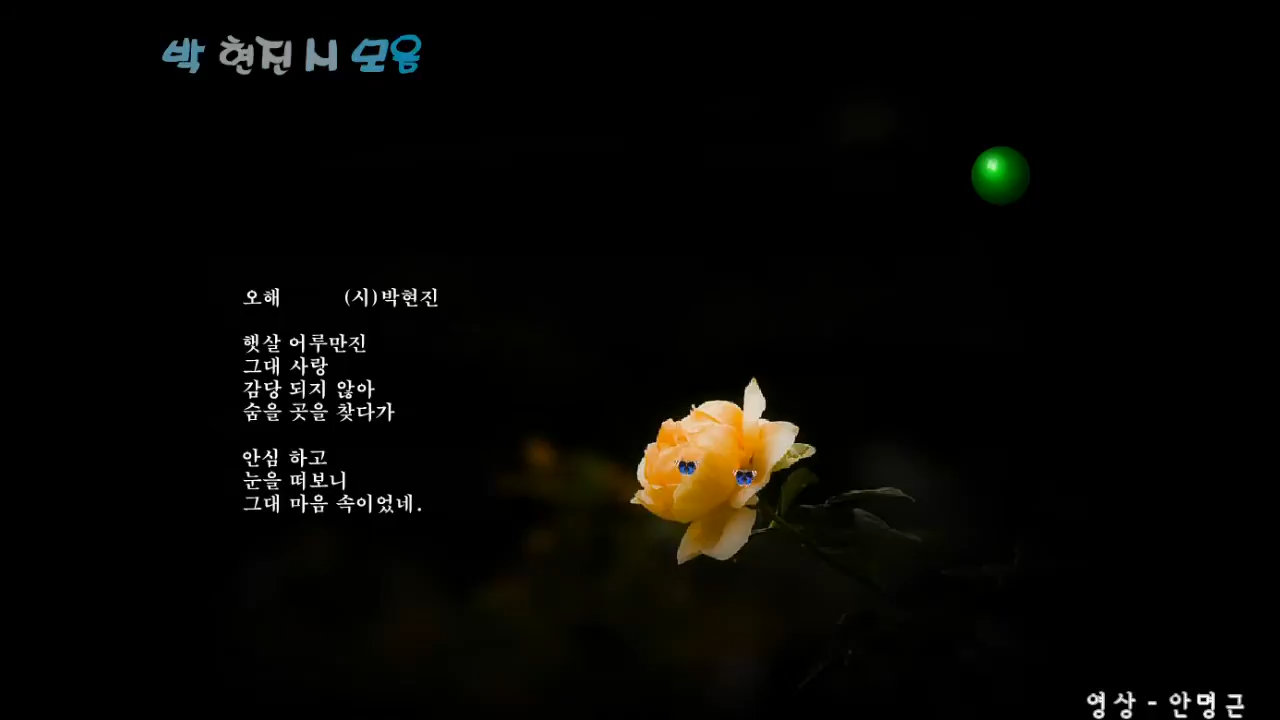 박 현진 시 모음
오해 (시)박현진
햇살 어루만진
그대 사랑
감당 되지 않아
숨을 곳을 찾다가
안심 하고
눈을 떠보니
그대 마음 속이었네.
영상 - 안명근